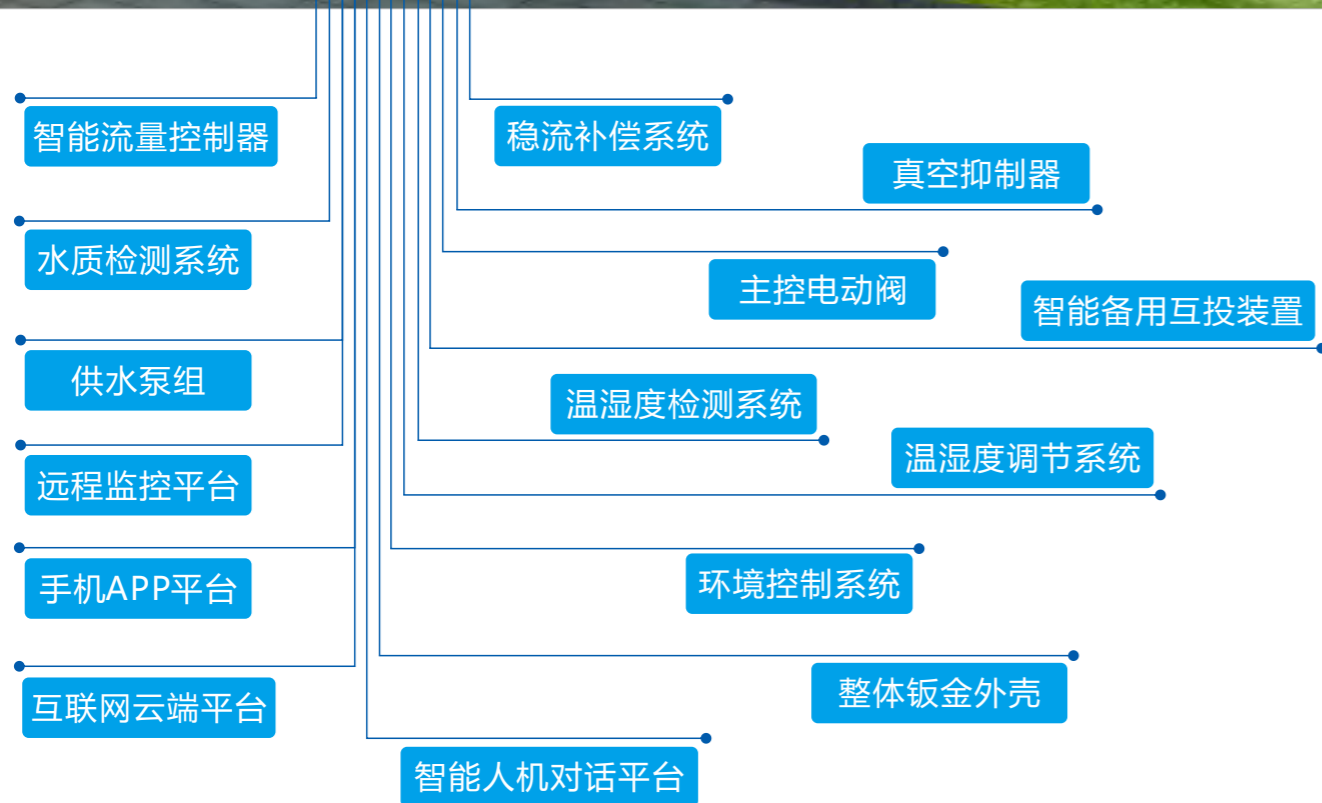 智能流量控制器
稳流补偿系统
真空抑制器
水质检测系统
主控电动阀
智能备用互投装置
供水泵组
温湿度检测系统
温湿度调节系统
远程监控平台
手机APP平台
环境控制系统
互联网云端平台
整体钣金外壳
智能人机对话平台